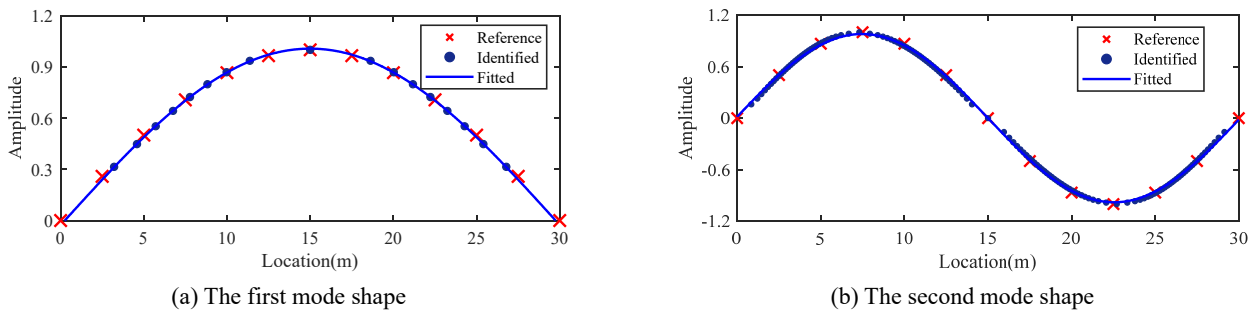 1.2
0.9
0.6
0.3
0
Amplitude
0 5 10 15 20 25 30
Location(m)
Reference
Identified
Fitted
(a) The first mode shape
1.2
0.6
0
-0.6
-1.2
Amplitude
0 5 10 15 20 25 30
Location(m)
Reference
Identified
Fitted
(b) The second mode shape